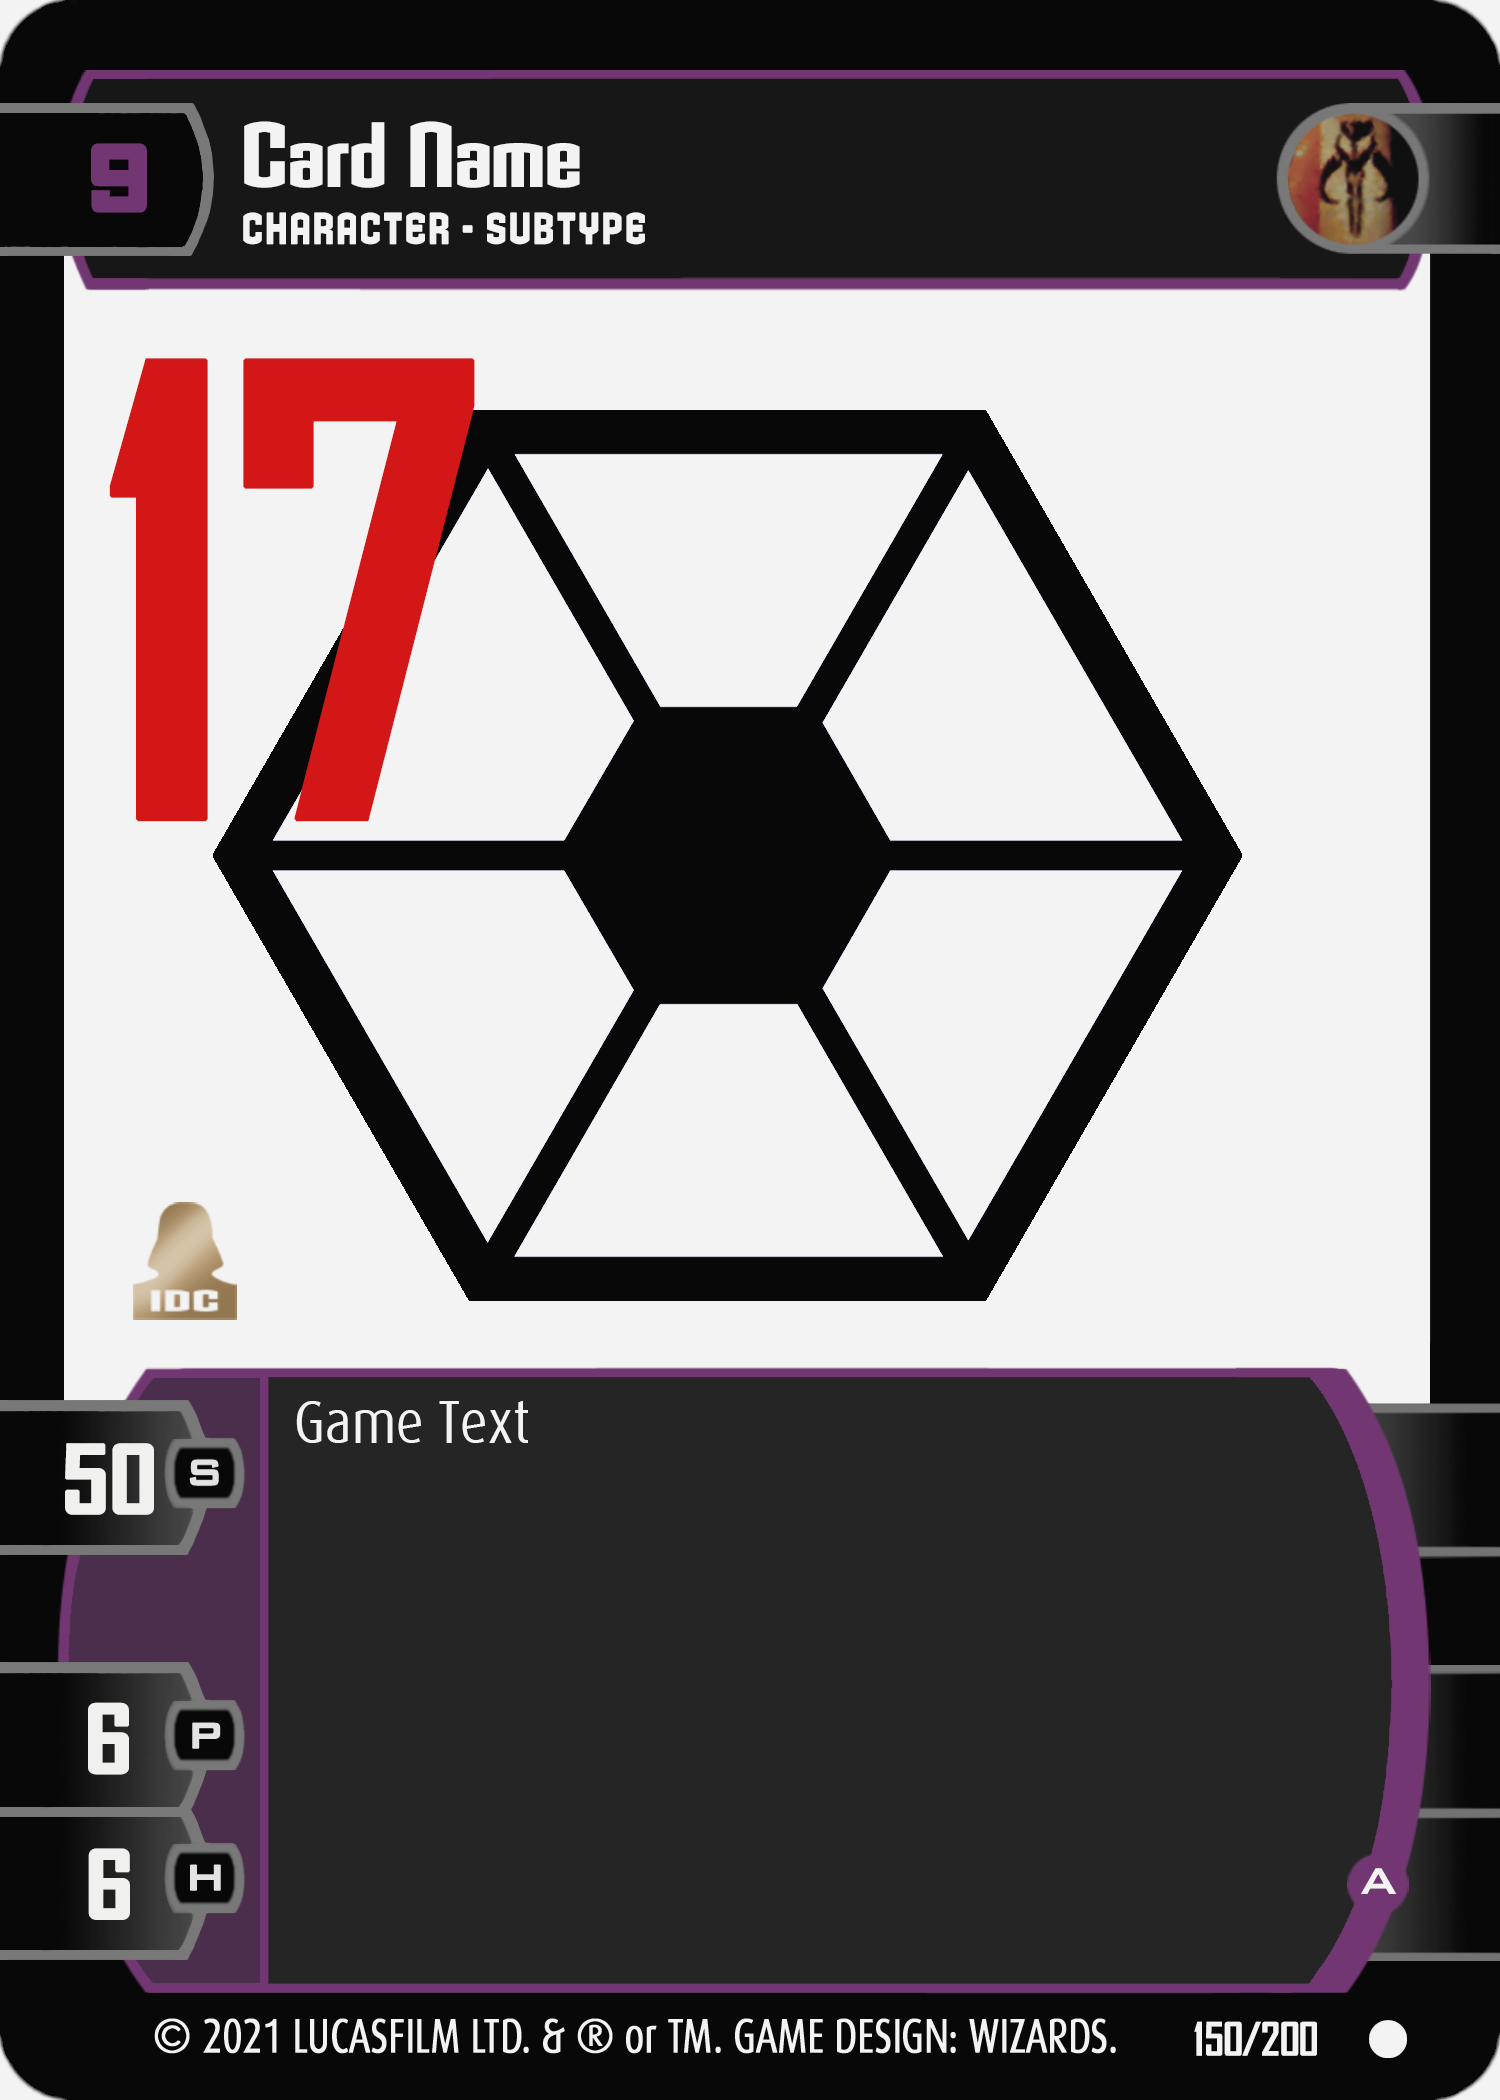 9
Card Name
CHARACTER - SUBTYPE
17
IDC
50 S
Game Text
6 P
6 H
A
© 2021 LUCASFILM LTD. & ® or TM. GAME DESIGN: WIZARDS.
150/200